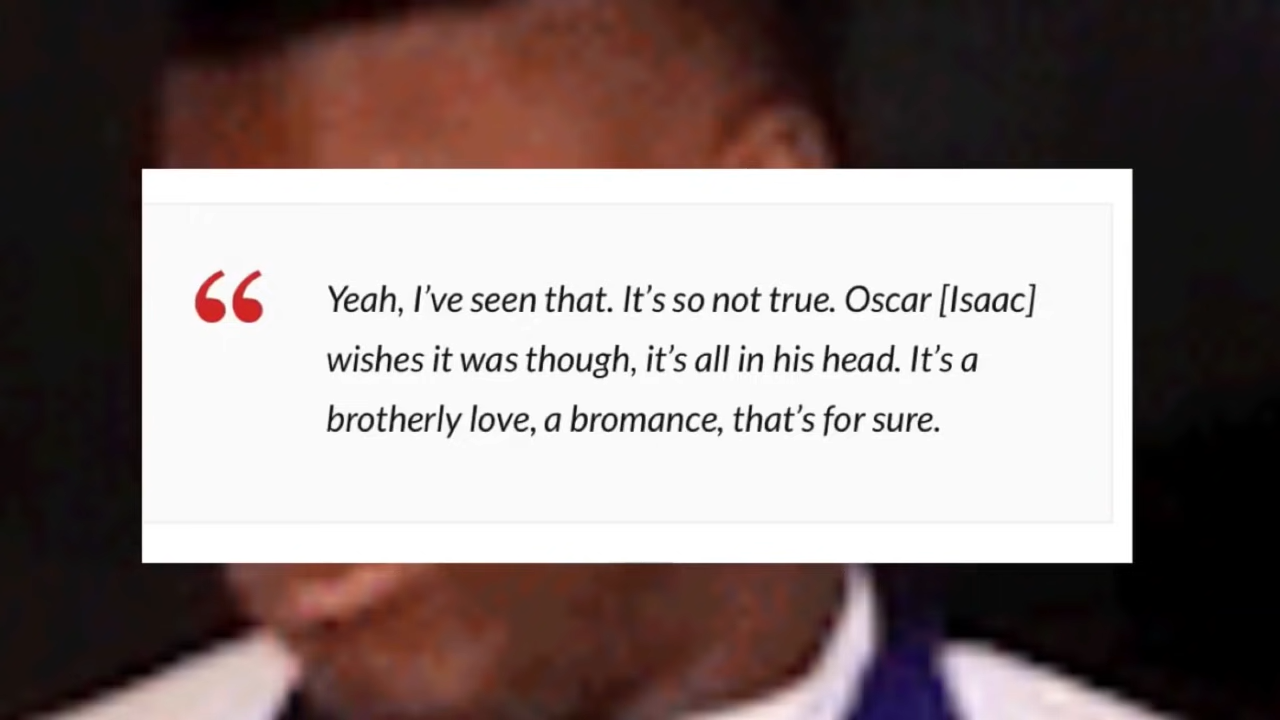 “
Yeah, I’ve seen that. It’s so not true. Oscar [Isaac]
wishes it was though, it’s all in his head. It’s a
brotherly love, a bromance, that’s for sure.